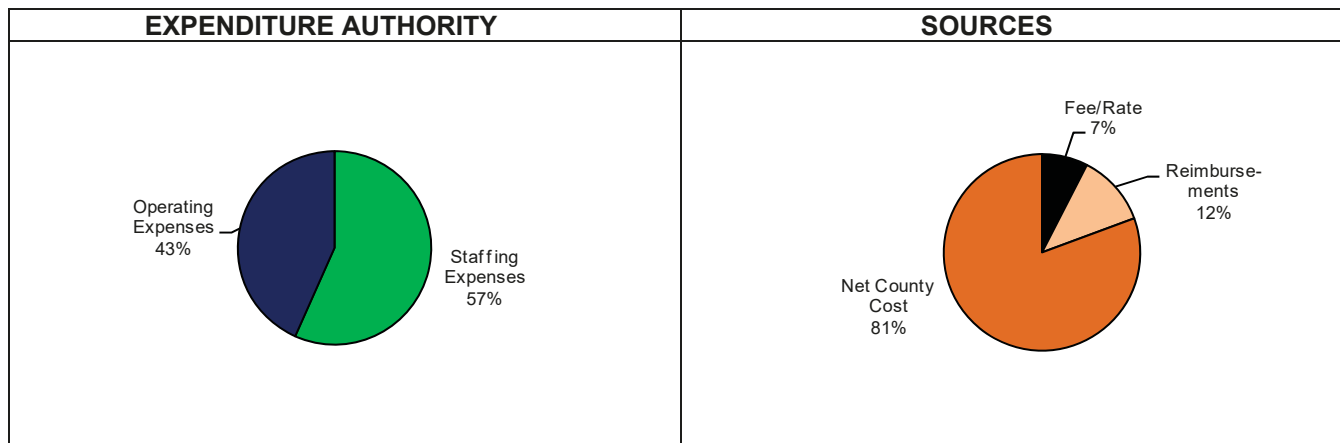 EXPENDITURE AUTHORITY
SOURCES
Operating
Expenses
43%
Staffing
Expenses
57%
Fee/Rate
7%
Reimburse-
ments
12%
Net County
Cost
81%